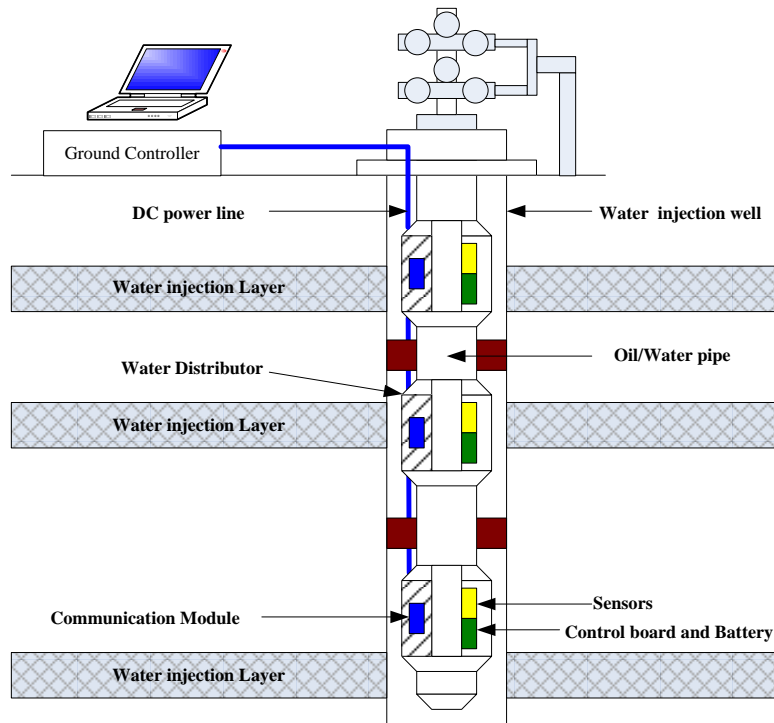 Ground Controller
DC power line
Water injection well
Water injection Layer
Oil/Water pipe
Water Distributor
Water injection Layer
Sensors
Communication Module
Control board and Battery
Water injection Layer